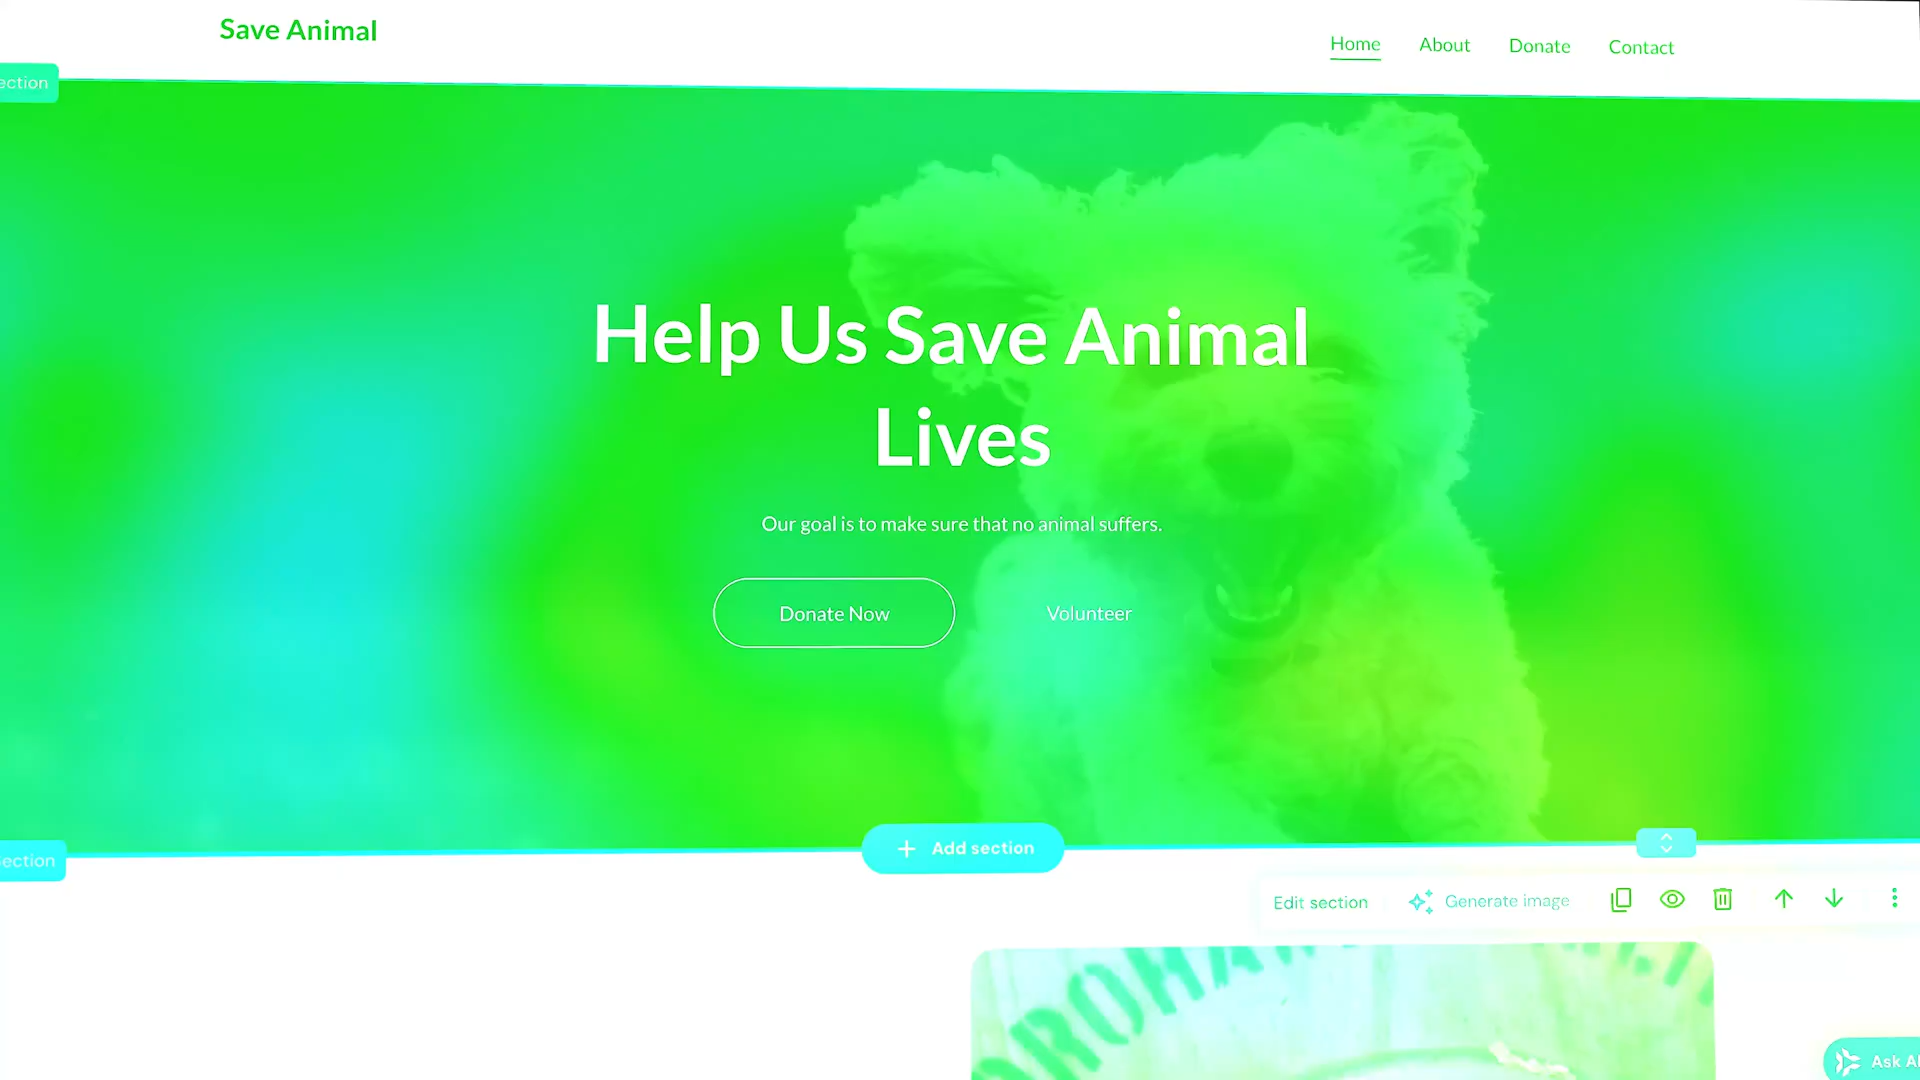 Save Animal
Home About Donate Contact
ection
Help Us Save Animal
Lives
Our goal is to make sure that no animal suffers.
Donate Now Volunteer
ection
+ Add section
Edit section Generate image
Ask AI